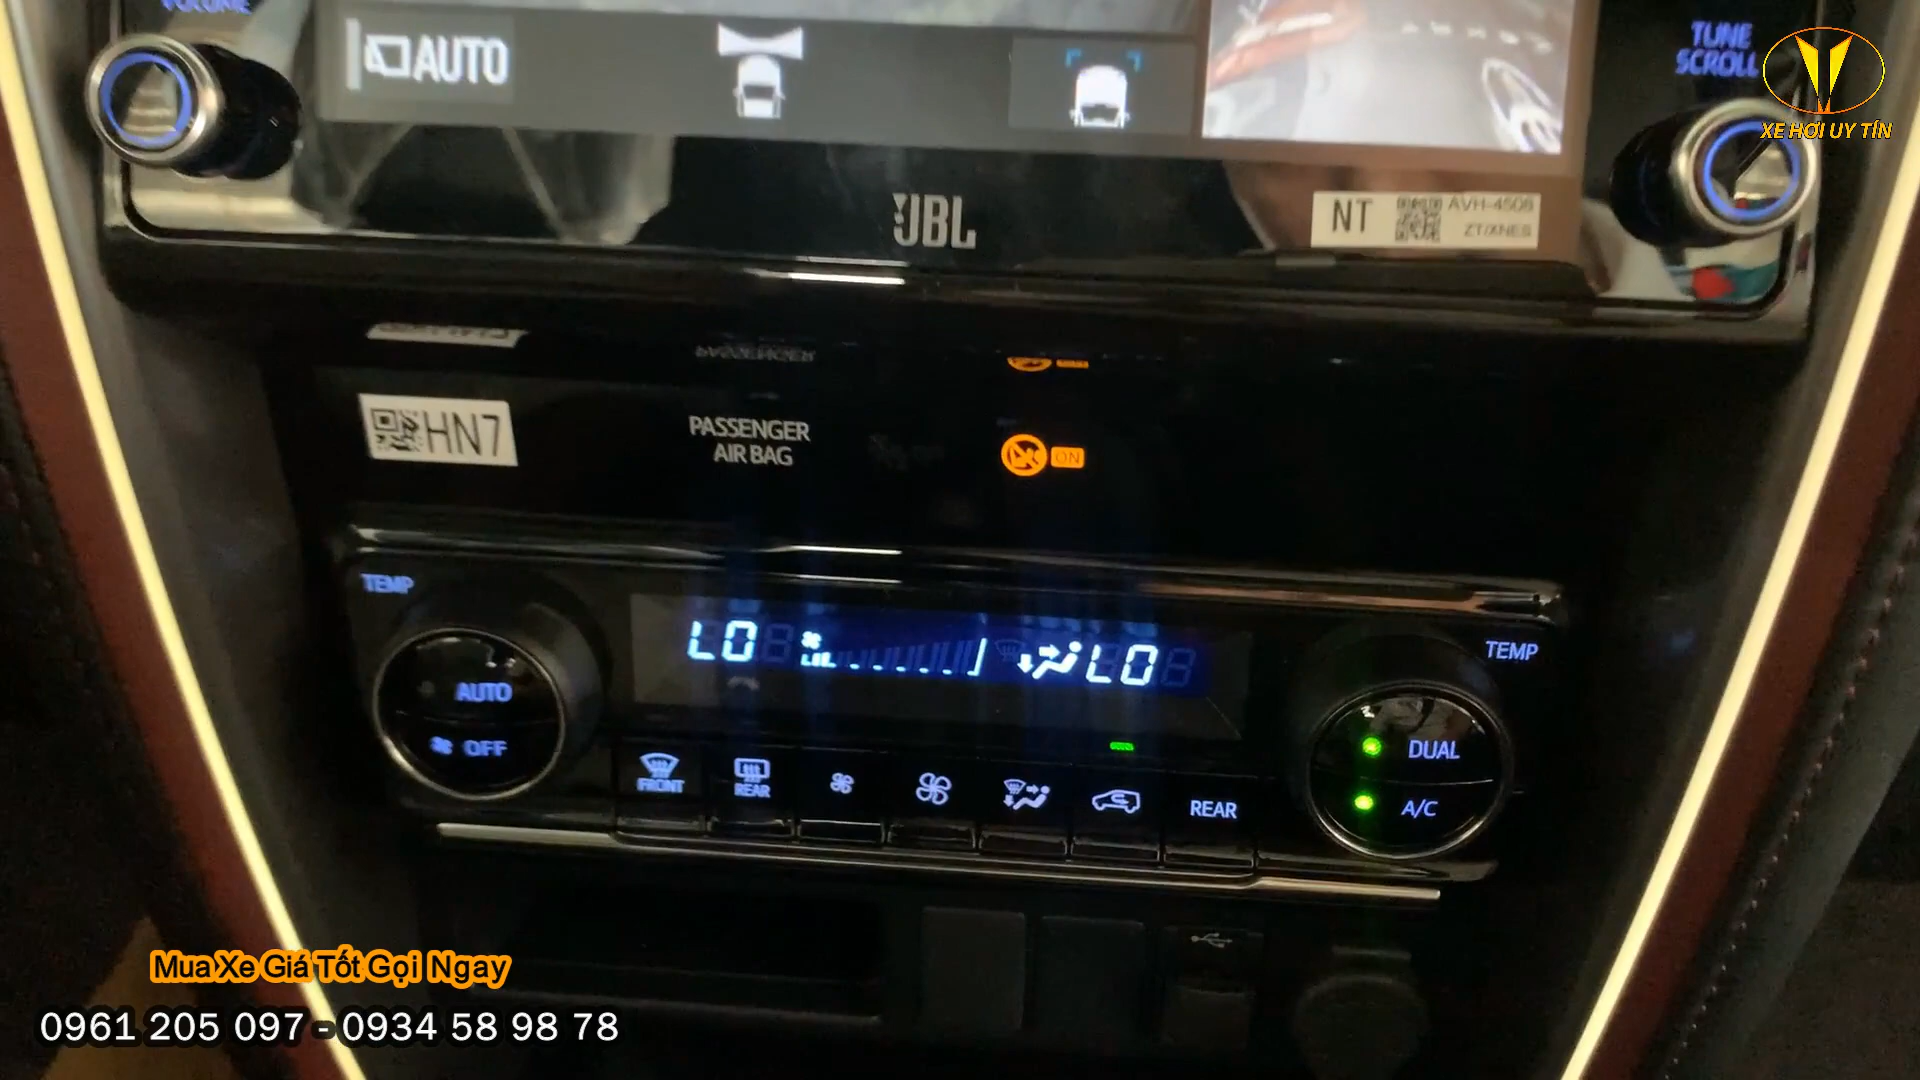 VOLUME
AUTO
TUNE
SCROLL
XE HƠI UY TÍN
JBL
NT
AVH-4508
HN7
PASSENGER
AIR BAG
ON
TEMP
LO
LO
TEMP
AUTO
OFF
FRONT
REAR
REAR
DUAL
A/C
Mua Xe Giá Tốt Gọi Ngay
0961 205 097 - 0934 58 98 78